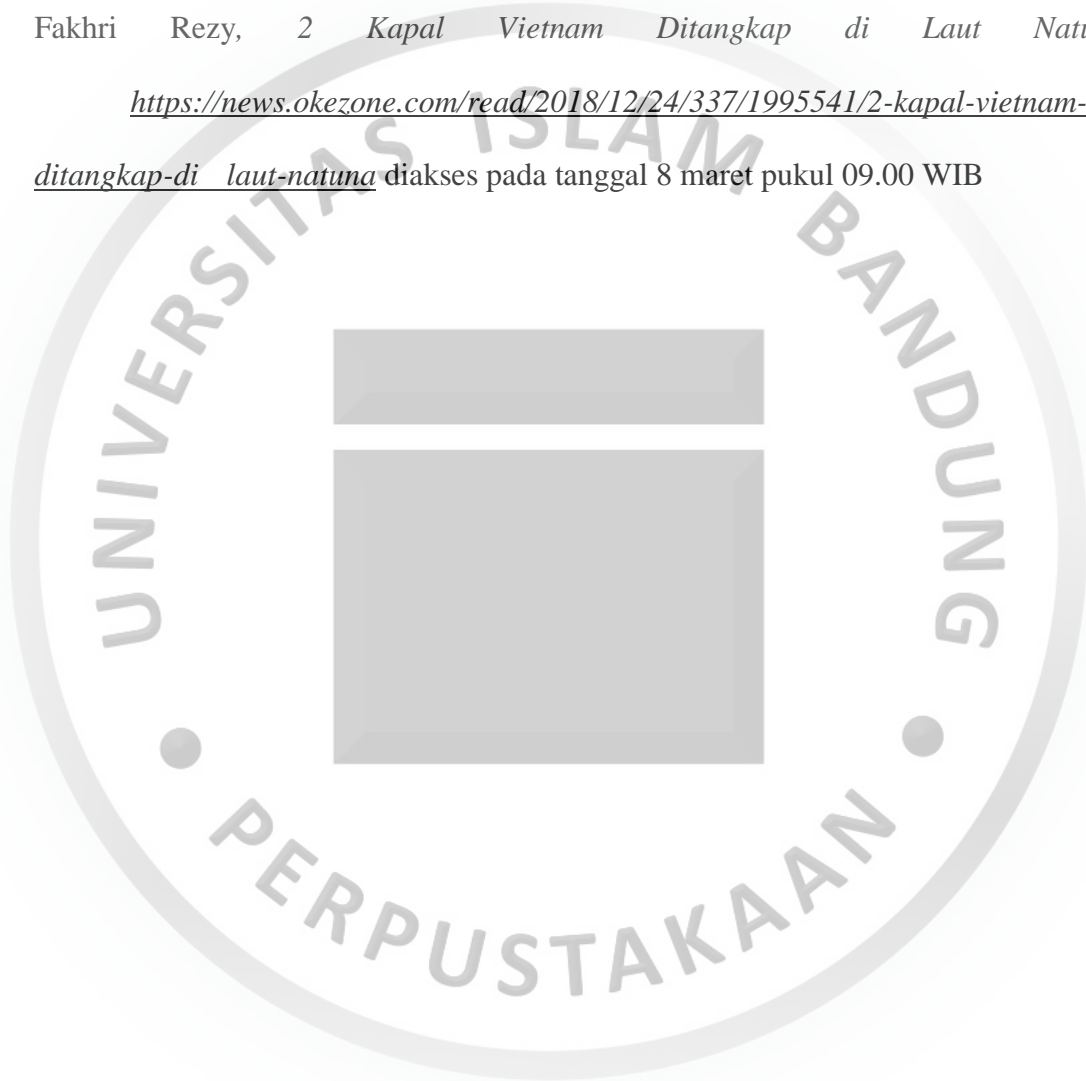 Fakhri Rezy, 2 Kapal Vietnam Ditangkap di Laut
https://news.okezone.com/read/2018/12/24/337/1995541/2-kapal-vietnam-
ditangkap-di laut-natuna diakses pada tanggal 8 maret pukul 09.00 WIB
UNIVERSITAS ISLAM BANDUNG
PERPUSTAKAAN